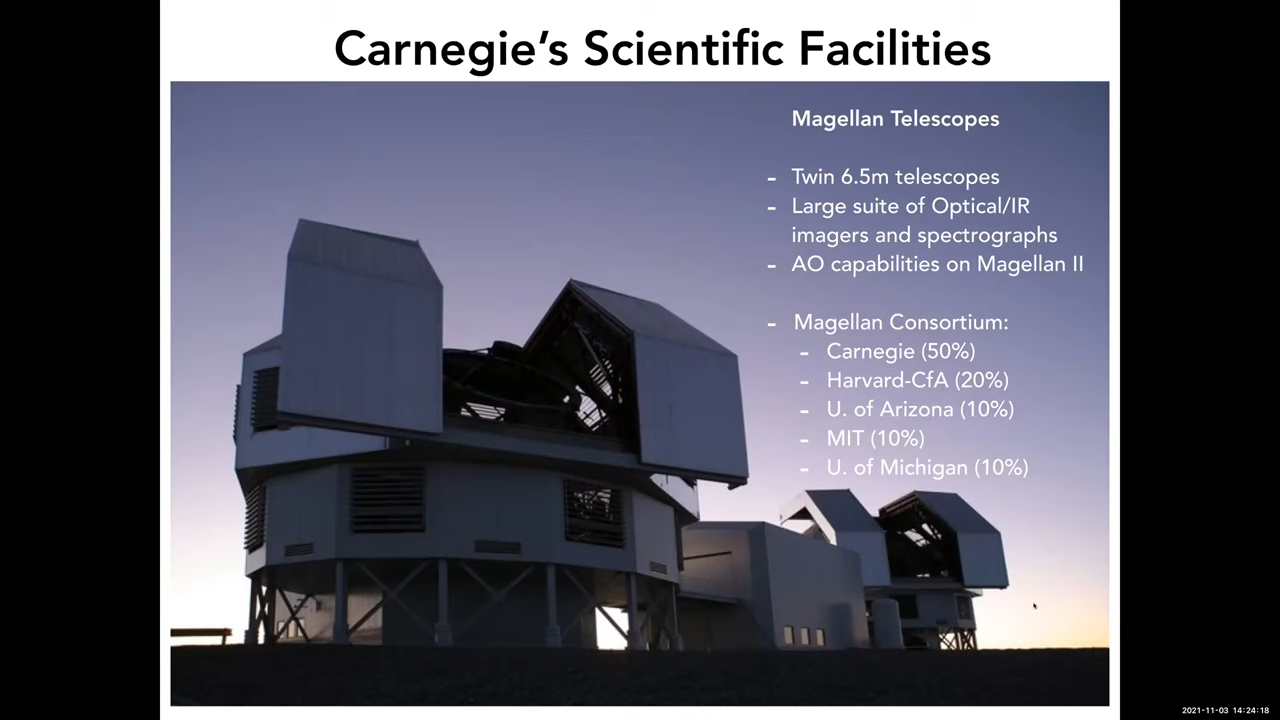 Carnegie's Scientific Facilities
Magellan Telescopes
- Twin 6.5m telescopes
- Large suite of Optical/IR
imagers and spectrographs
- AO capabilities on Magellan II
- Magellan Consortium:
- Carnegie (50%)
- Harvard-CfA (20%)
- U. of Arizona (10%)
- MIT (10%)
- U. of Michigan (10%)
2021-11-03 14:24:18